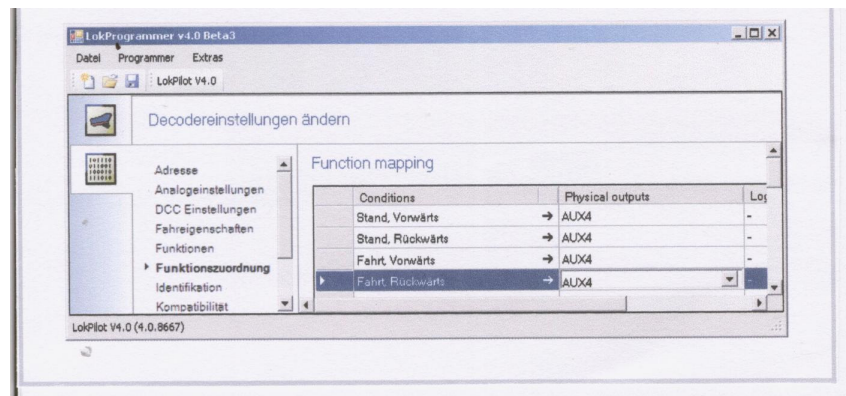 LokProgrammer v4.0 Beta3
Datei Programmer Extras
LokPilot V4.0
Decodereinstellungen ändern
Adresse
Analogeinstellungen
DCC Einstellungen
Fahreigenschaften
Funktionen
Funktionszuordnung
Identifikation
Kompatibilität
Function mapping
Conditions Physical outputs Log
Stand, Vorwärts → AUX4 -
Stand, Rückwärts → AUX4 -
Fahrt, Vorwärts → AUX4 -
Fahrt, Rückwärts → AUX4 -
LokPilot V4.0 (4.0.8667)